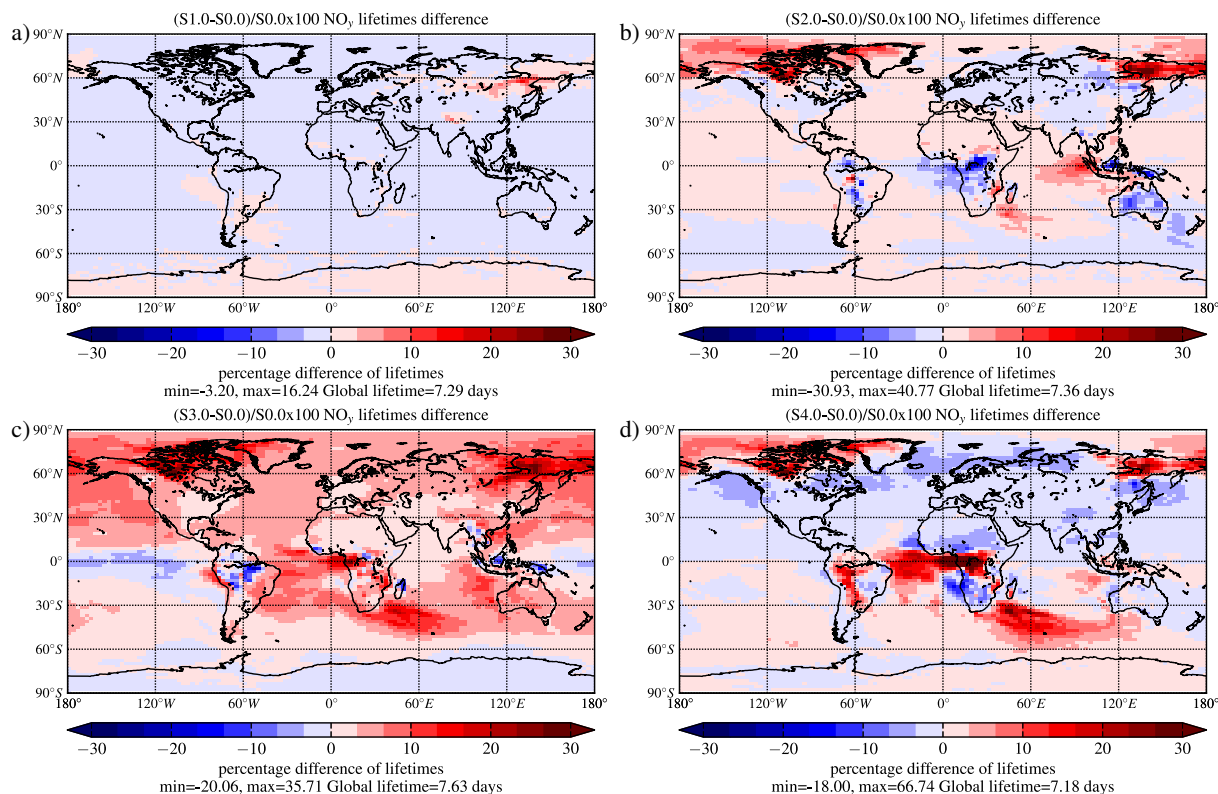 (S1.0-S0.0)/S0.0x100 NOy lifetimes difference
a)
90°N
60°N
30°N
0°
30°S
60°S
90°S
180° 120°W 60°W 0° 60°E 120°E 180°
−30 −20 −10 0 10 20 30
percentage difference of lifetimes
min=-3.20, max=16.24 Global lifetime=7.29 days
(S2.0-S0.0)/S0.0x100 NOy lifetimes difference
b)
90°N
60°N
30°N
0°
30°S
60°S
90°S
180° 120°W 60°W 0° 60°E 120°E 180°
−30 −20 −10 0 10 20 30
percentage difference of lifetimes
min=-30.93, max=40.77 Global lifetime=7.36 days
(S3.0-S0.0)/S0.0x100 NOy lifetimes difference
c)
90°N
60°N
30°N
0°
30°S
60°S
90°S
180° 120°W 60°W 0° 60°E 120°E 180°
−30 −20 −10 0 10 20 30
percentage difference of lifetimes
min=-20.06, max=35.71 Global lifetime=7.63 days
(S4.0-S0.0)/S0.0x100 NOy lifetimes difference
d)
90°N
60°N
30°N
0°
30°S
60°S
90°S
180° 120°W 60°W 0° 60°E 120°E 180°
−30 −20 −10 0 10 20 30
percentage difference of lifetimes
min=-18.00, max=66.74 Global lifetime=7.18 days